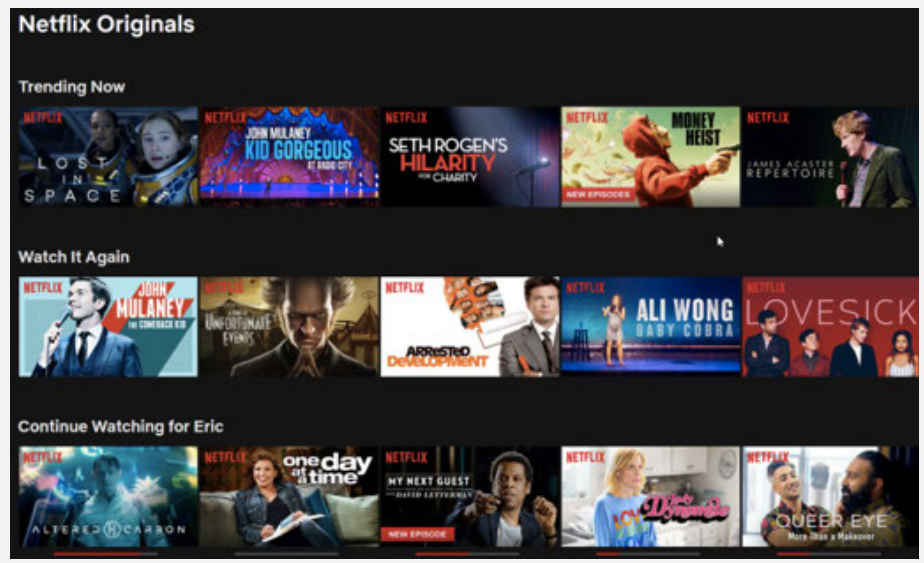 Netflix Originals
Trending Now
NETFLIX
LOST
IN
SPACE
NETFLIX
JOHN MULANEY
KID GORGEOUS
AT RADIO CITY
NETFLIX
SETH ROGEN'S
HILARITY
FOR CHARITY
NETFLIX
MONEY
HEIST
NEW EPISODES
NETFLIX
JAMES ACASTER
REPERTOIRE
Watch It Again
NETFLIX
JOHN
MULANEY
THE COMEBACK KID
NETFLIX
UNFORTUNATE
EVENTS
NETFLIX
ARRESTED
DEVELOPMENT
NETFLIX
ALI WONG
BABY COBRA
NETFLIX
LOVESICK
Continue Watching for Eric
NETFLIX
ALTERED CARBON
NETFLIX
one day
at a time
NETFLIX
MY NEXT GUEST
DAVID LETTERMAN
NEW EPISODE
NETFLIX
LOV
Lady
Dynamite
NETFLIX
QUEER EYE
More Than a Makeover